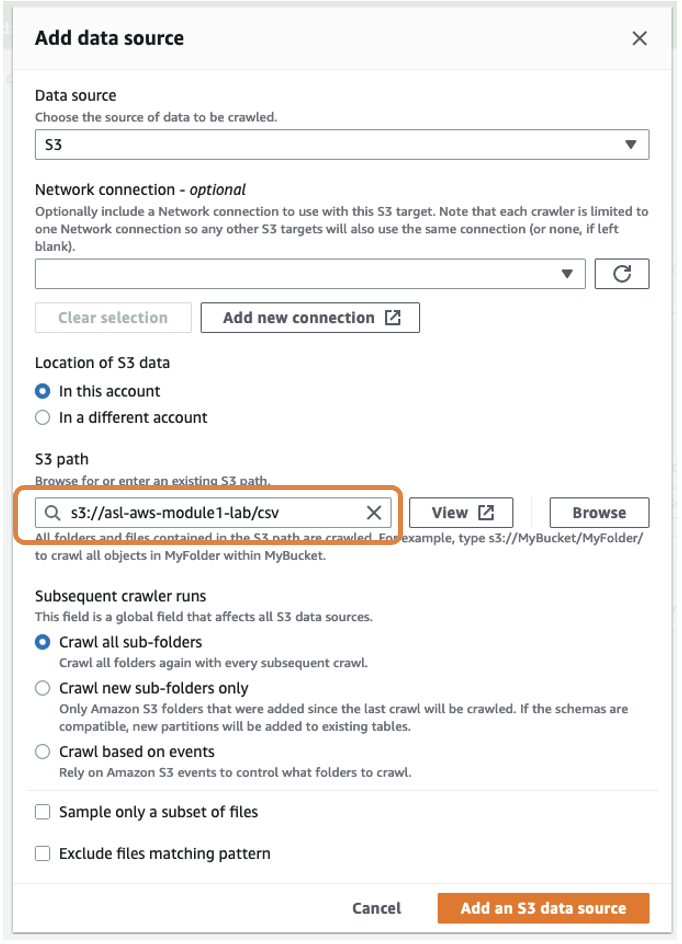 Add data source
Data source
Choose the source of data to be crawled.
S3
Network connection - optional
Optionally include a Network connection to use with this S3 target. Note that each crawler is limited to
one Network connection so any other S3 targets will also use the same connection (or none, if left
blank).
Clear selection
Add new connection
Location of S3 data
In this account
In a different account
S3 path
Browse for or enter an existing S3 path.
s3://asl-aws-module1-lab/csv
View
Browse
All folders and files contained in the S3 path are crawled. For example, type s3://MyBucket/MyFolder/
to crawl all objects in MyFolder within MyBucket.
Subsequent crawler runs
This field is a global field that affects all S3 data sources.
Crawl all sub-folders
Crawl all folders again with every subsequent crawl.
Crawl new sub-folders only
Only Amazon S3 folders that were added since the last crawl will be crawled. If the schemas are
compatible, new partitions will be added to existing tables.
Crawl based on events
Rely on Amazon S3 events to control what folders to crawl.
Sample only a subset of files
Exclude files matching pattern
Cancel
Add an S3 data source